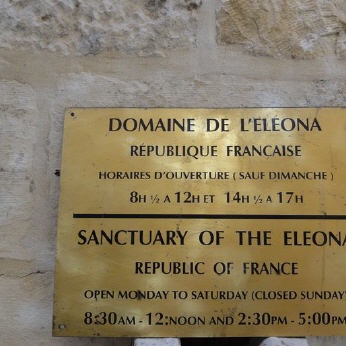 DOMAINE DE L'ELEONA
RÉPUBLIQUE FRANCAISE
HORAIRES D'OUVERTURE ( SAUF DIMANCHE )
8H ½ A 12H ET 14H ½ A 17H
SANCTUARY OF THE ELEONA
REPUBLIC OF FRANCE
OPEN MONDAY TO SATURDAY (CLOSED SUNDAY)
8:30AM - 12:NOON AND 2:30PM - 5:00PM